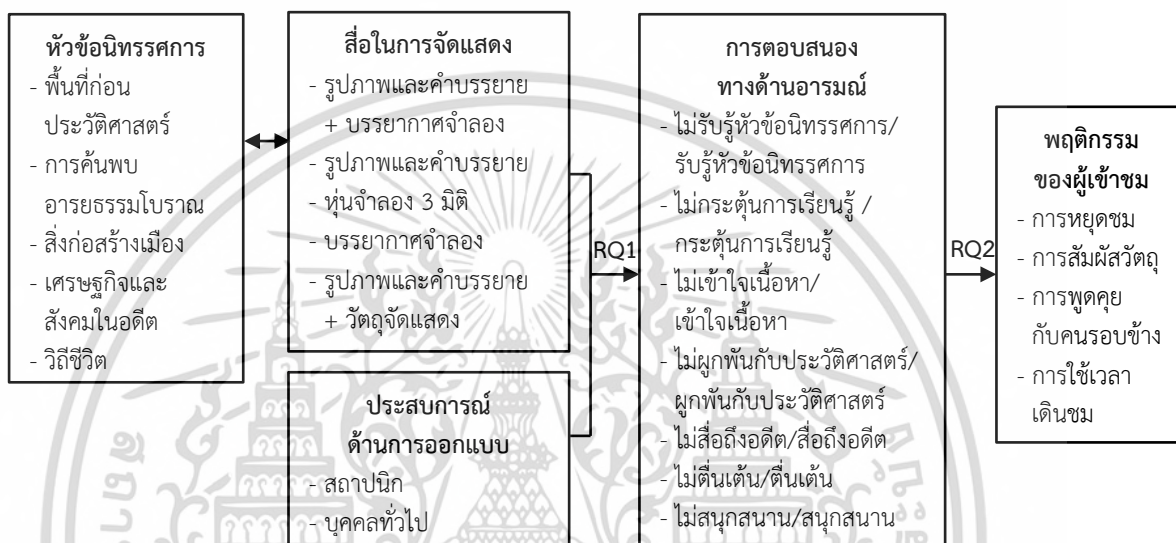 หัวข้อนิทรรศการ
- พื้นที่ก่อน
ประวัติศาสตร์
- การค้นพบ
อารยธรรมโบราณ
- สิ่งก่อสร้างเมือง
- เศรษฐกิจและ
สังคมในอดีต
- วิถีชีวิต
สื่อในการจัดแสดง
- รูปภาพและคำบรรยาย
+ บรรยากาศจำลอง
- รูปภาพและคำบรรยาย
- หุ่นจำลอง 3 มิติ
- บรรยากาศจำลอง
- รูปภาพและคำบรรยาย
+ วัตถุจัดแสดง
ประสบการณ์
ด้านการออกแบบ
- สถาปนิก
- บุคคลทั่วไป
RQ1
การตอบสนอง
ทางด้านอารมณ์
- ไม่รับรู้หัวข้อนิทรรศการ/
รับรู้หัวข้อนิทรรศการ
- ไม่กระตุ้นการเรียนรู้ /
กระตุ้นการเรียนรู้
- ไม่เข้าใจเนื้อหา/
เข้าใจเนื้อหา
- ไม่ผูกพันกับประวัติศาสตร์/
ผูกพันกับประวัติศาสตร์
- ไม่สื่อถึงอดีต/สื่อถึงอดีต
- ไม่ตื่นเต้น/ตื่นเต้น
- ไม่สนุกสนาน/สนุกสนาน
RQ2
พฤติกรรม
ของผู้เข้าชม
- การหยุดชม
- การสัมผัสวัตถุ
- การพูดคุย
กับคนรอบข้าง
- การใช้เวลา
เดินชม